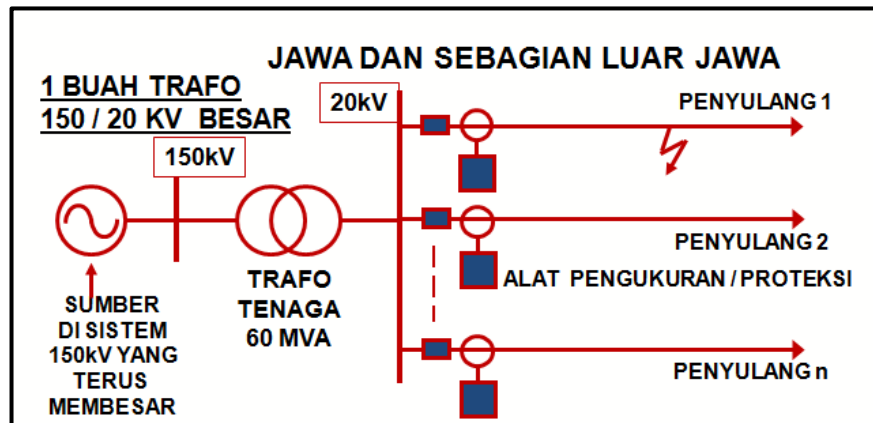 JAWA DAN SEBAGIAN LUAR JAWA
1 BUAH TRAFO
150 / 20 KV BESAR
20kV
150kV
PENYULANG 1
PENYULANG 2
ALAT PENGUKURAN / PROTEKSI
TRAFO
TENAGA
60 MVA
SUMBER
DI SISTEM
150kV YANG
TERUS
MEMBESAR
PENYULANG n